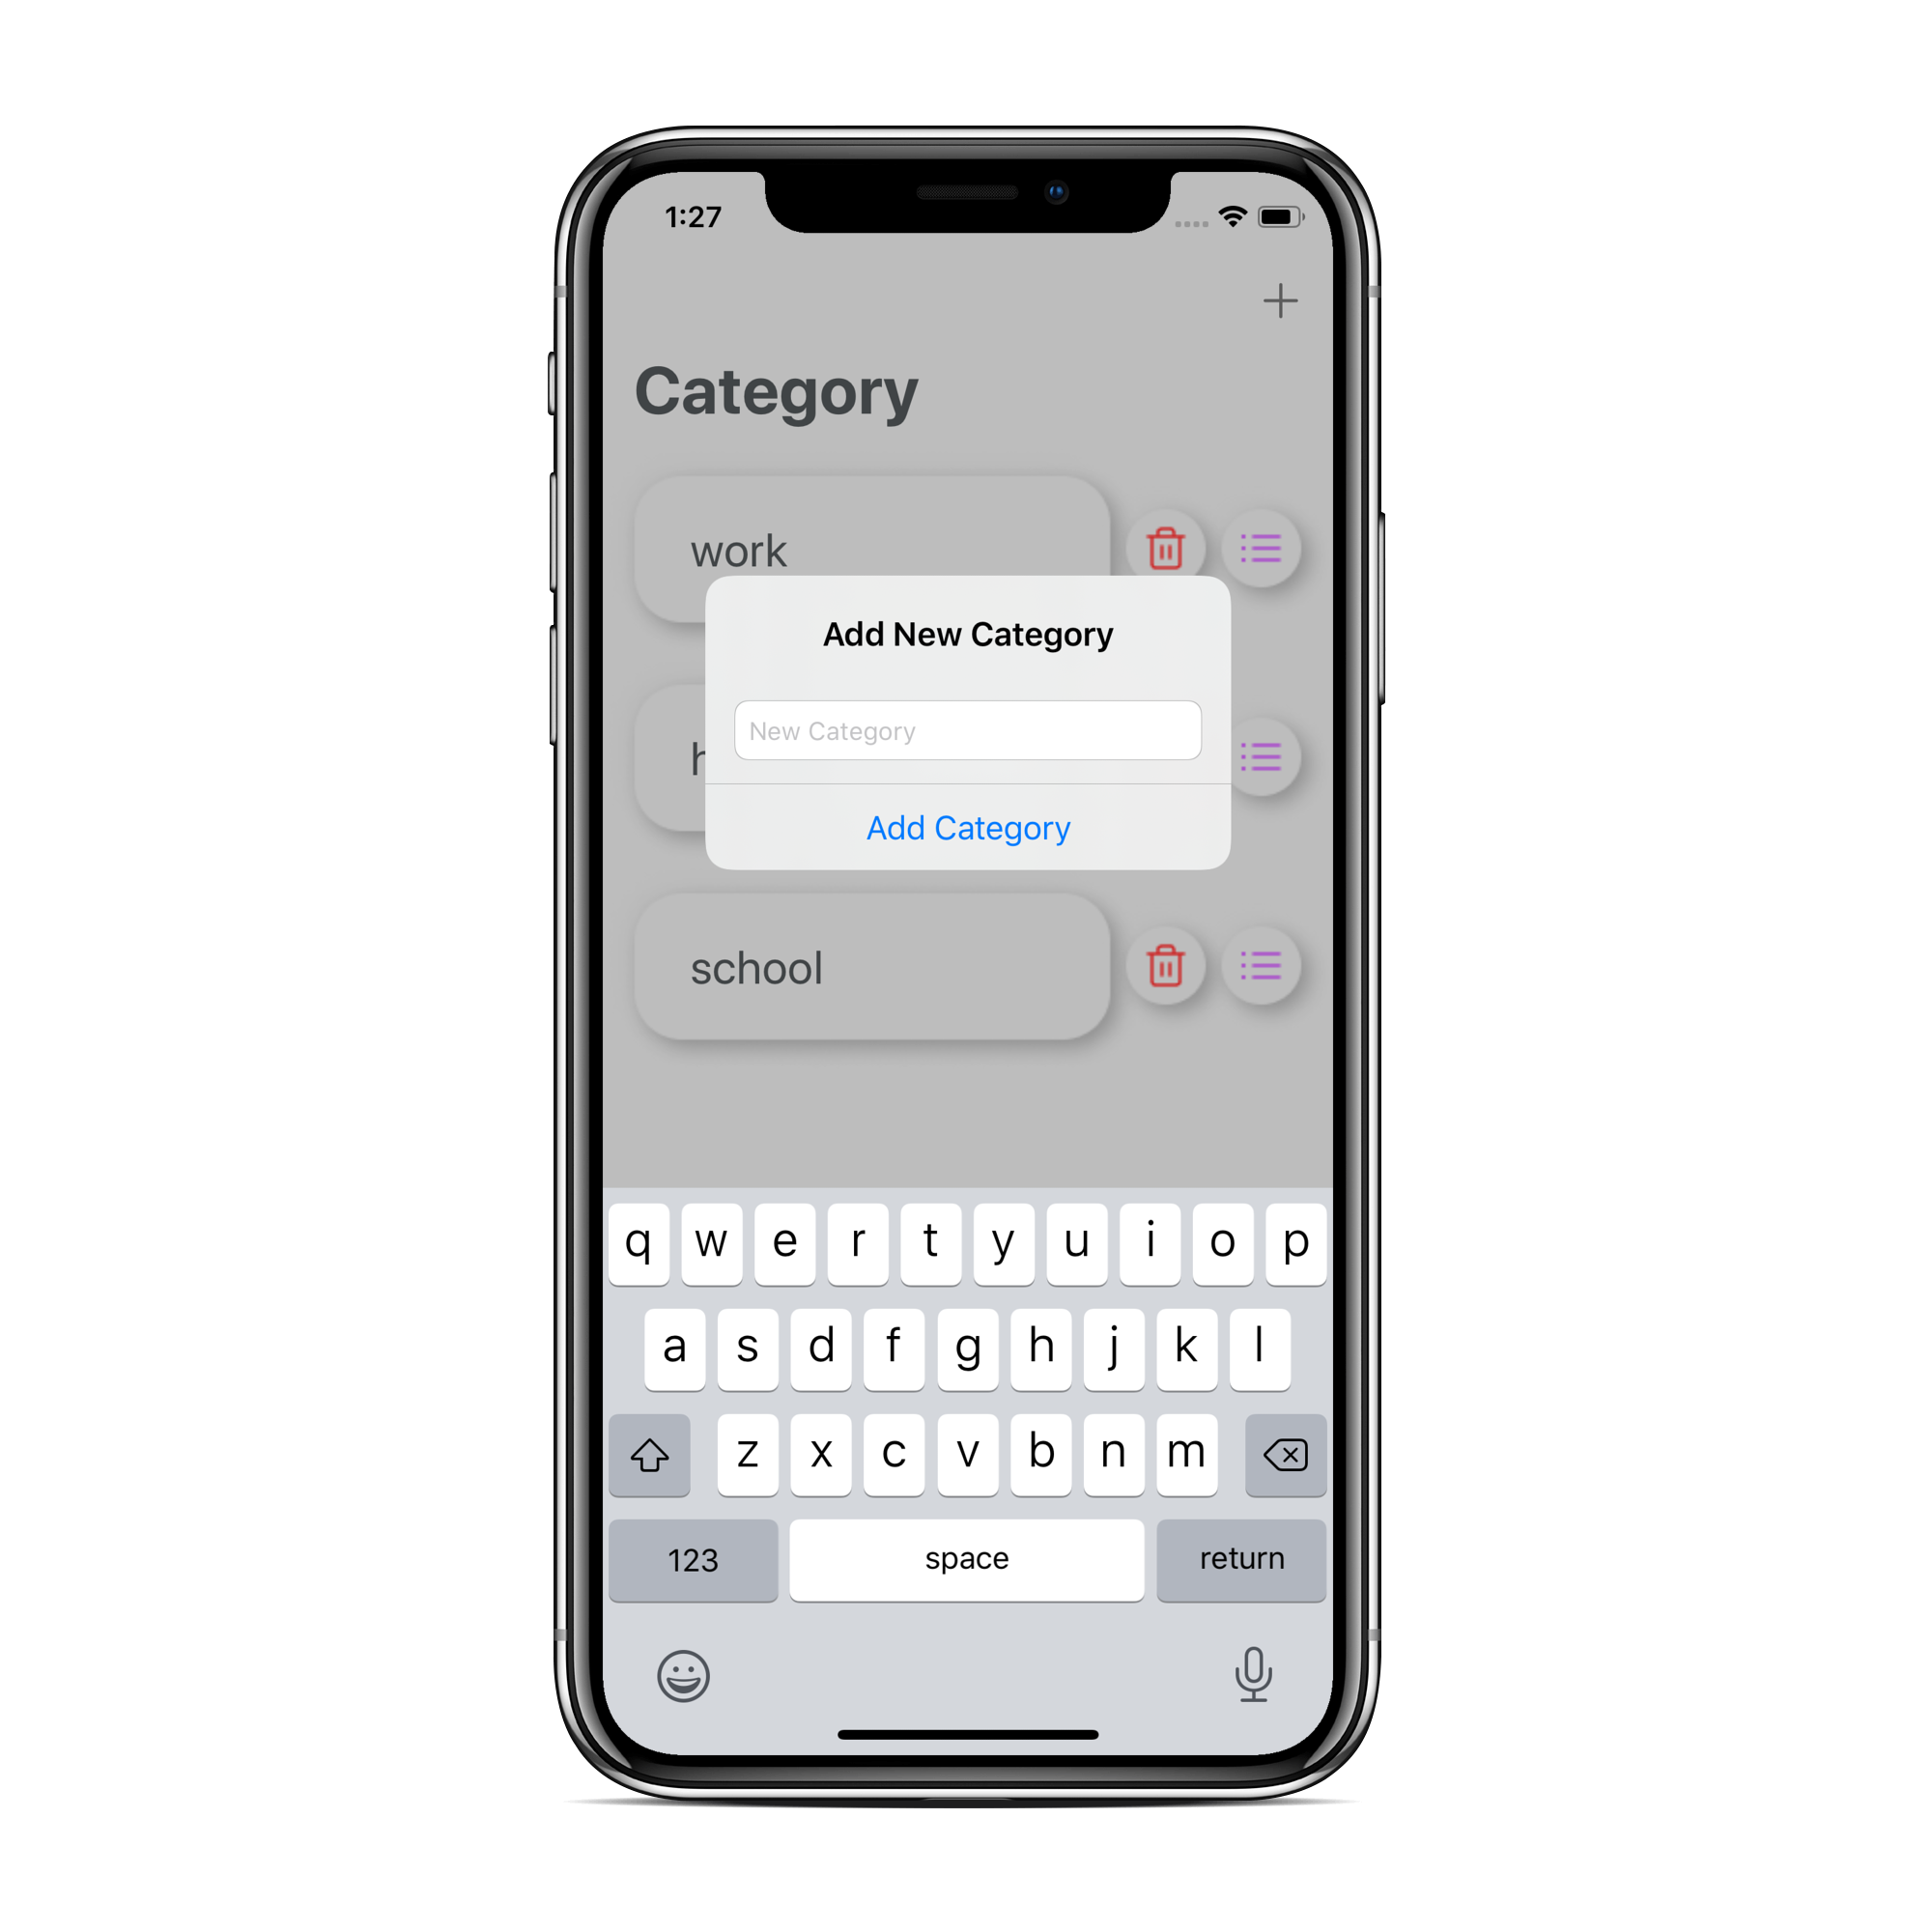 1:27
Category
work
Add New Category
New Category
Add Category
school
q w e r t y u i o p
a s d f g h j k l
z x c v b n m
123 space return